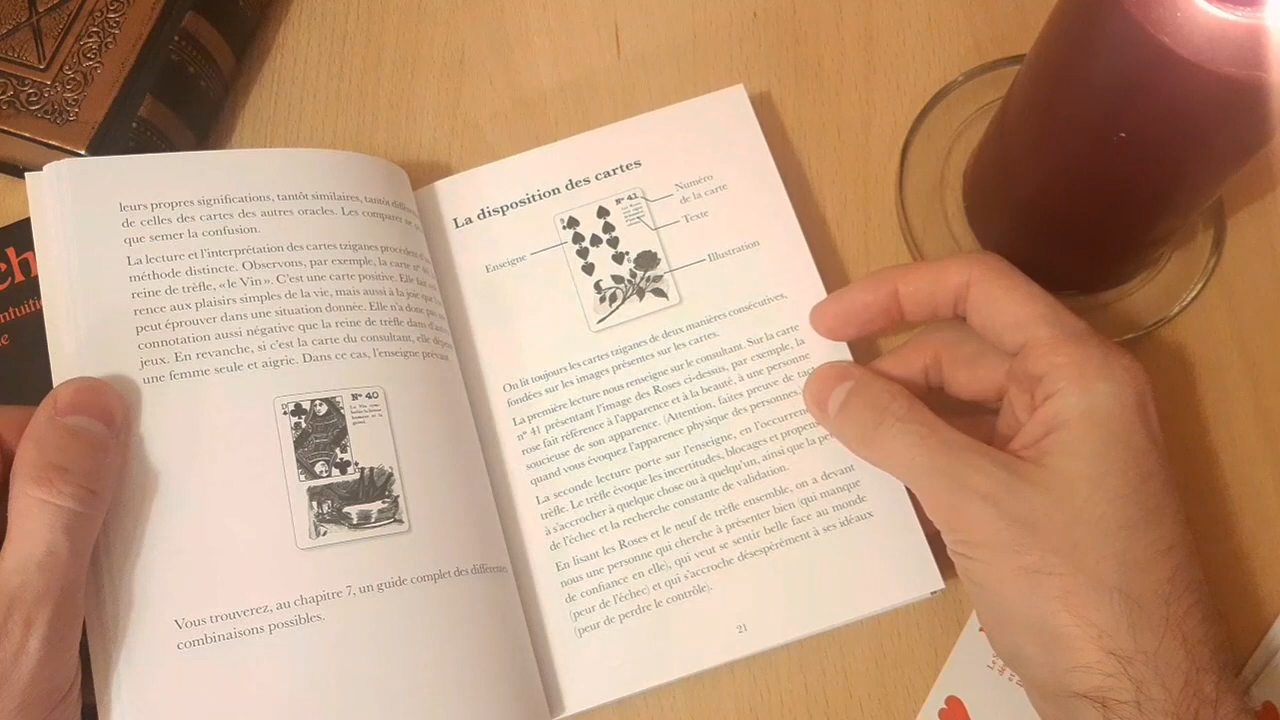 ch
ntuiti
e
leurs propres significations, tantôt similaires, tantôt
de celles des cartes des autres oracles. Les comparer
que semer la confusion.
La lecture et l'interprétation des cartes tziganes procèdent
méthode distincte. Observons, par exemple, la carte n° 40
reine de trèfle, «le Vin». C'est une carte positive. Elle fait
rence aux plaisirs simples de la vie, mais aussi à la joie que
peut éprouver dans une situation donnée. Elle n'a donc pas
connotation aussi négative que la reine de trèfle dans
jeux. En revanche, si c'est la carte du consultant, elle
une femme seule et aigrie. Dans ce cas, l'enseigne
N° 40
Vous trouverez, au chapitre 7, un guide complet des différentes
combinaisons possibles.
La disposition des cartes
N° 41
Numéro
de la carte
Texte
Enseigne
Illustration
On lit toujours les cartes tziganes de deux manières consécutives,
fondées sur les images présentes sur les cartes.
La première lecture nous renseigne sur le consultant. Sur la carte
n° 41 présentant l'image des Roses ci-dessus, par exemple, la
rose fait référence à l'apparence et à la beauté, à une personne
soucieuse de son apparence. (Attention, faites preuve de tact
quand vous évoquez l'apparence physique des personnes.
La seconde lecture porte sur l'enseigne, en l'occurrence
trèfle. Le trèfle évoque les incertitudes, blocages et
à s'accrocher à quelque chose ou à quelqu'un, ainsi que la
de l'échec et la recherche constante de validation.
En lisant les Roses et le neuf de trèfle ensemble, on a devant
nous une personne qui cherche à présenter bien (qui manque
de confiance en elle), qui veut se sentir belle face au monde
(peur de l'échec) et qui s'accroche désespérément à ses idéaux
(peur de perdre le contrôle).
21